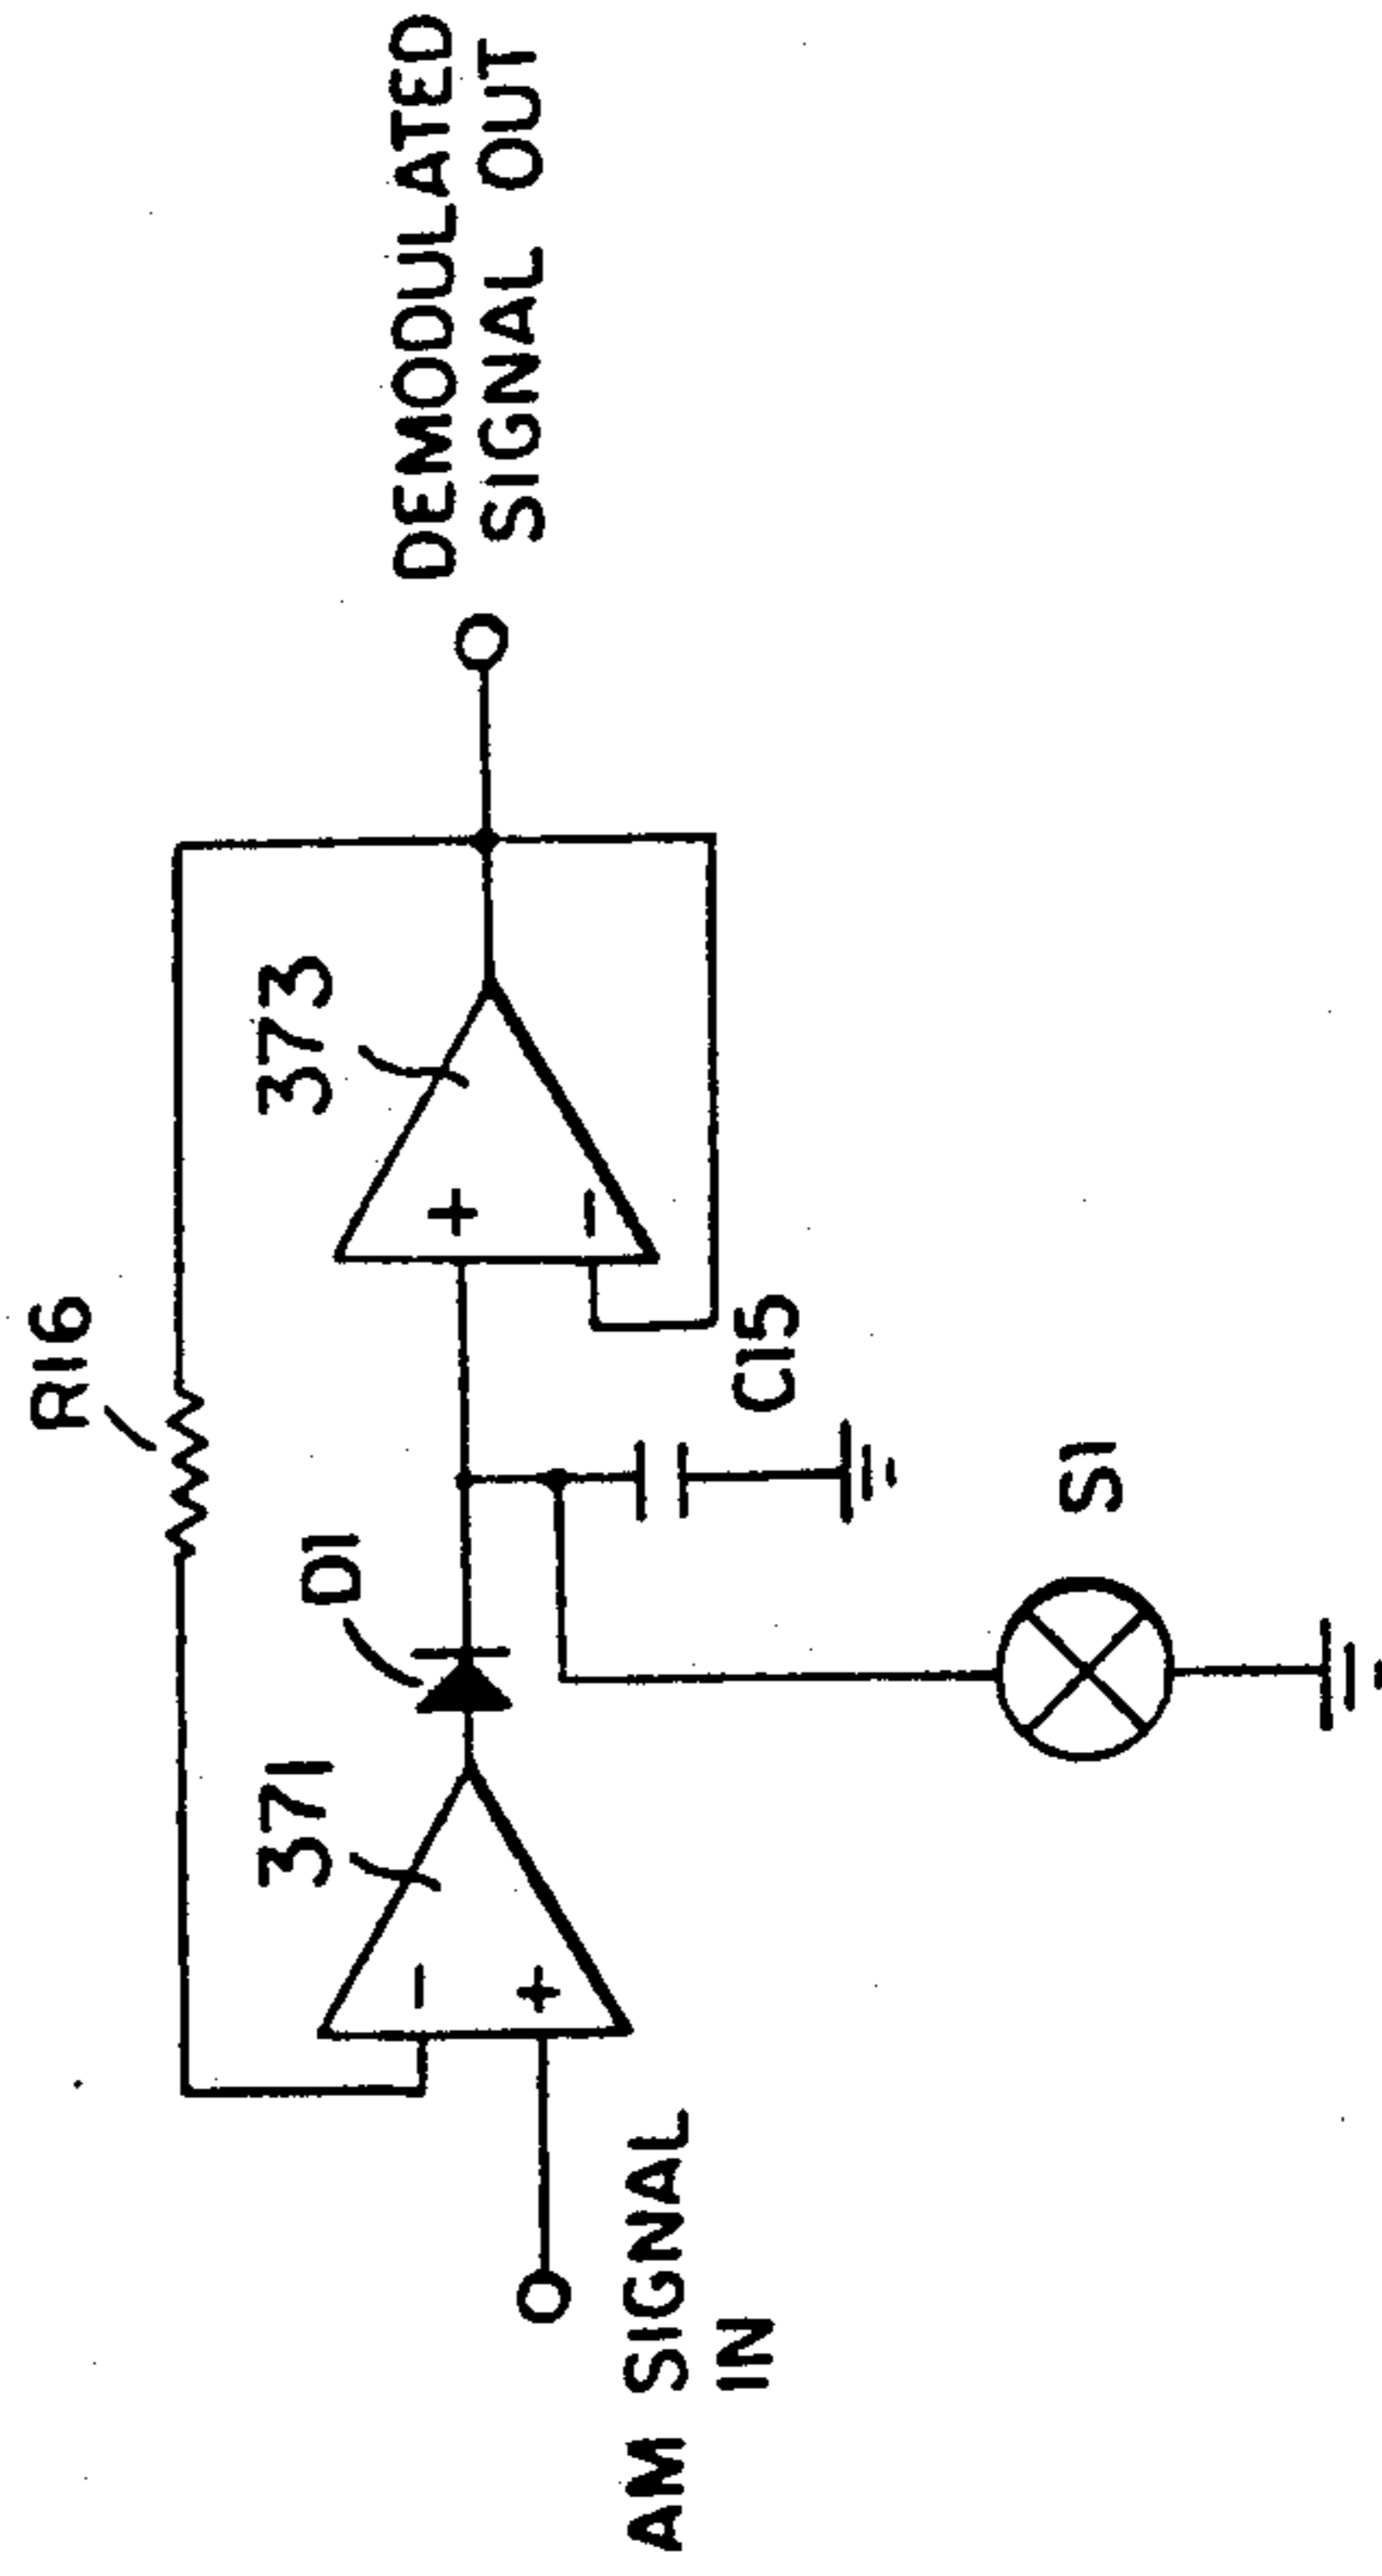 R16
371
D1
373
DEMODULATED
SIGNAL OUT
-
+
+
-
AM SIGNAL
IN
C15
S1